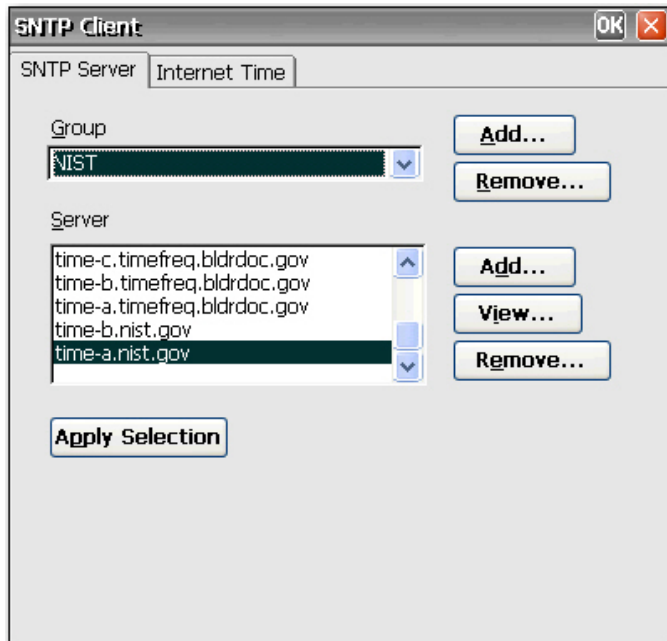 SNTP Client OK
SNTP Server Internet Time
Group
Add...
NIST
Remove...
Server
time-c.timefreq.bldrdoc.gov
time-b.timefreq.bldrdoc.gov
time-a.timefreq.bldrdoc.gov
time-b.nist.gov
time-a.nist.gov
Add...
View...
Remove...
Apply Selection